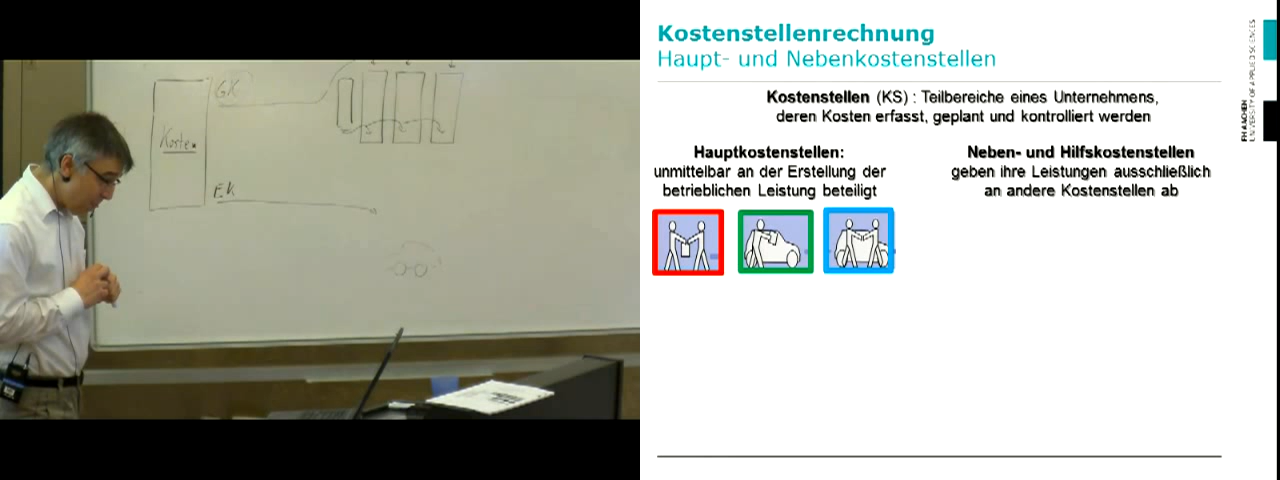 GK
Kosten
EK
Kostenstellenrechnung
Haupt- und Nebenkostenstellen
Kostenstellen (KS) : Teilbereiche eines Unternehmens,
deren Kosten erfasst, geplant und kontrolliert werden
Hauptkostenstellen:
unmittelbar an der Erstellung der
betrieblichen Leistung beteiligt
Neben- und Hilfskostenstellen
geben ihre Leistungen ausschließlich
an andere Kostenstellen ab
FH AACHEN
UNIVERSITY OF APPLIED SCIENCES